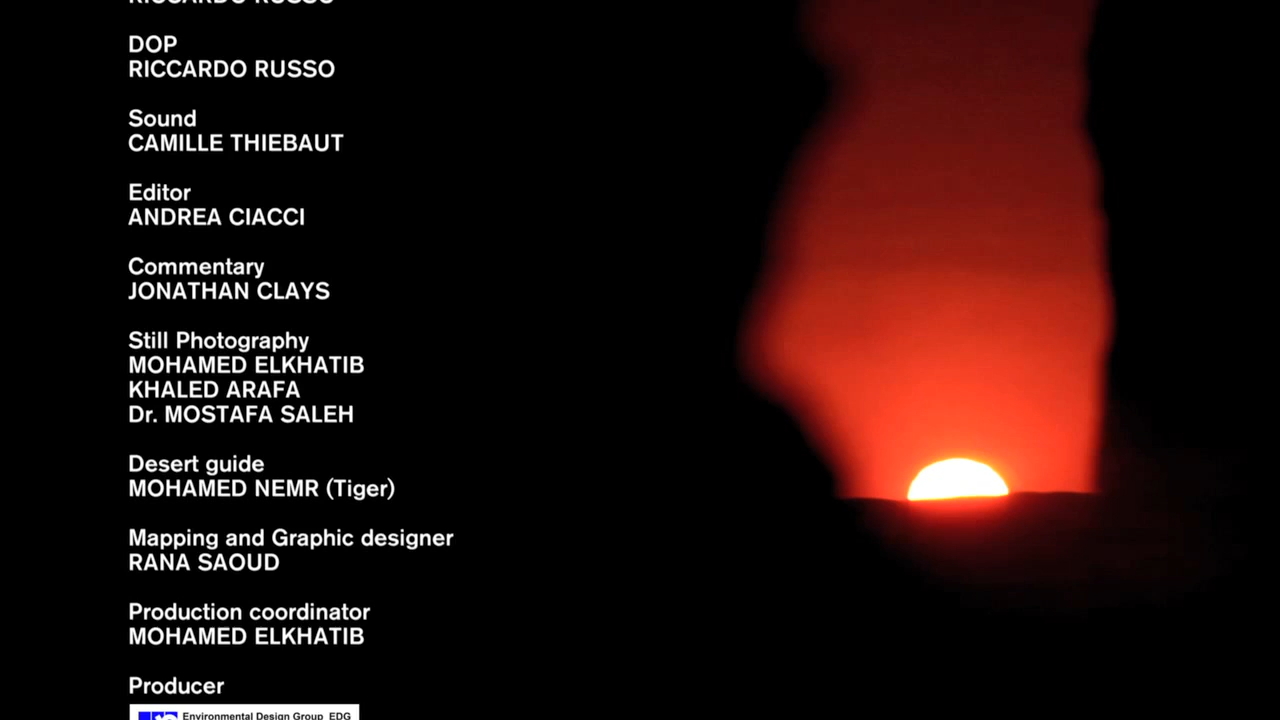 RICCARDO RUSSO
DOP
RICCARDO RUSSO
Sound
CAMILLE THIEBAUT
Editor
ANDREA CIACCI
Commentary
JONATHAN CLAYS
Still Photography
MOHAMED ELKHATIB
KHALED ARAFA
Dr. MOSTAFA SALEH
Desert guide
MOHAMED NEMR (Tiger)
Mapping and Graphic designer
RANA SAOUD
Production coordinator
MOHAMED ELKHATIB
Producer
Environmental Design Group EDG